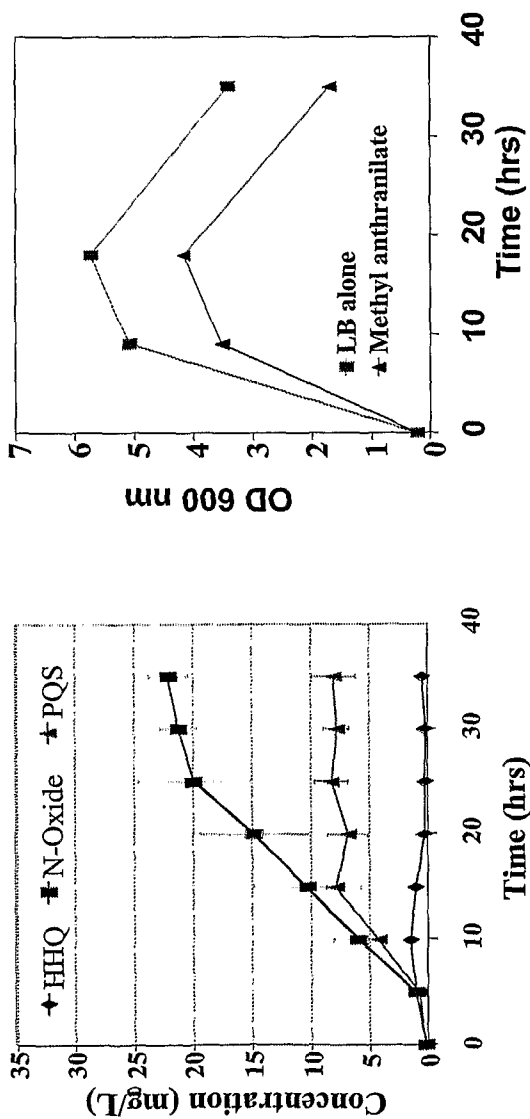 Concentration (mg/L)
35
30
25
20
15
10
5
0
HHQ N-Oxide PQS
0 10 20 30 40
Time (hrs)
OD 600 nm
7
6
5
4
3
2
1
0
LB alone
Methyl anthranilate
0 10 20 30 40
Time (hrs)